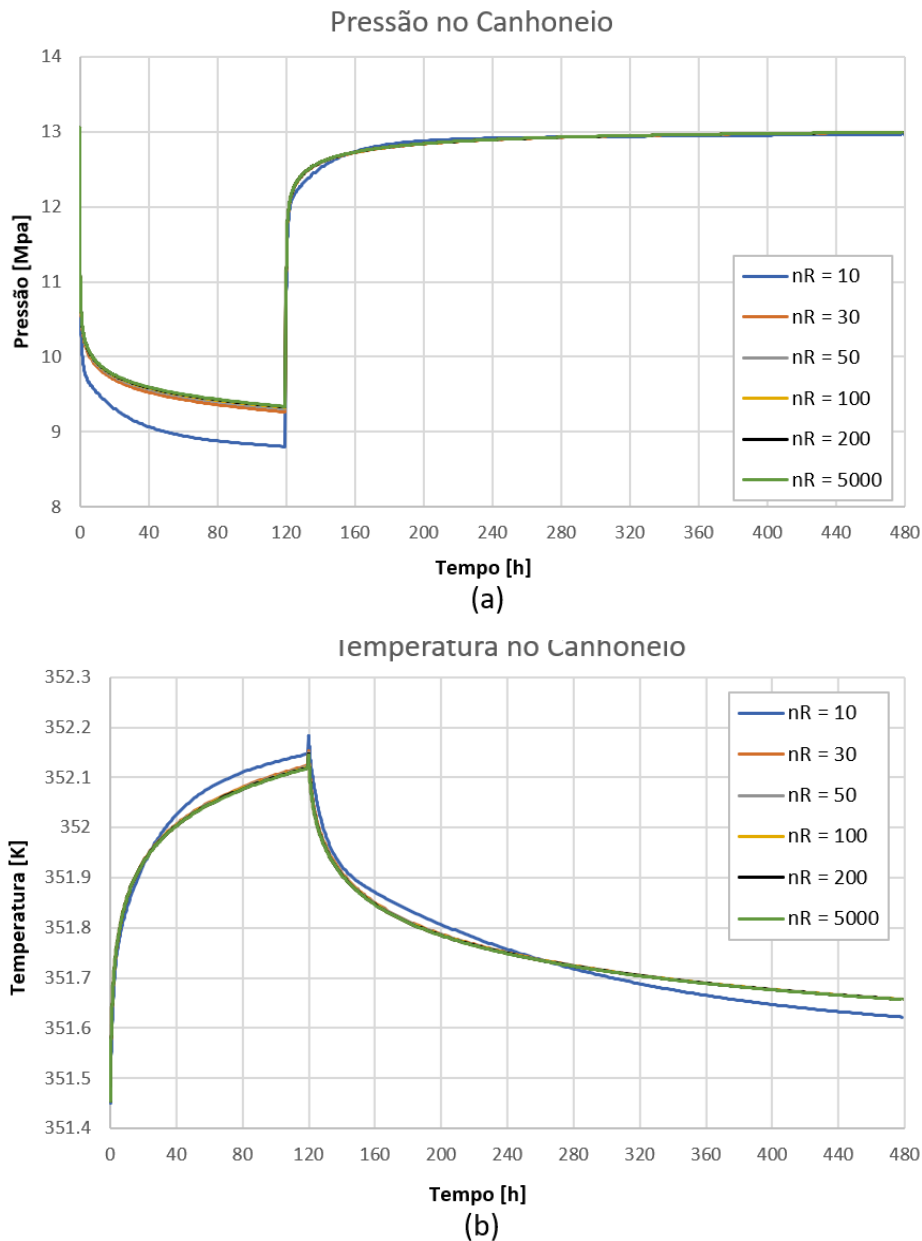 Pressão no Canhoneio
14
13
12
11
10
9
8
Pressão [Mpa]
nR = 10
nR = 30
nR = 50
nR = 100
nR = 200
nR = 5000
0 40 80 120 160 200 240 280 320 360 400 440 480
Tempo [h]
(a)
Temperatura no Canhoneio
352.3
352.2
352.1
352
351.9
351.8
351.7
351.6
351.5
351.4
Temperatura [K]
nR = 10
nR = 30
nR = 50
nR = 100
nR = 200
nR = 5000
0 40 80 120 160 200 240 280 320 360 400 440 480
Tempo [h]
(b)